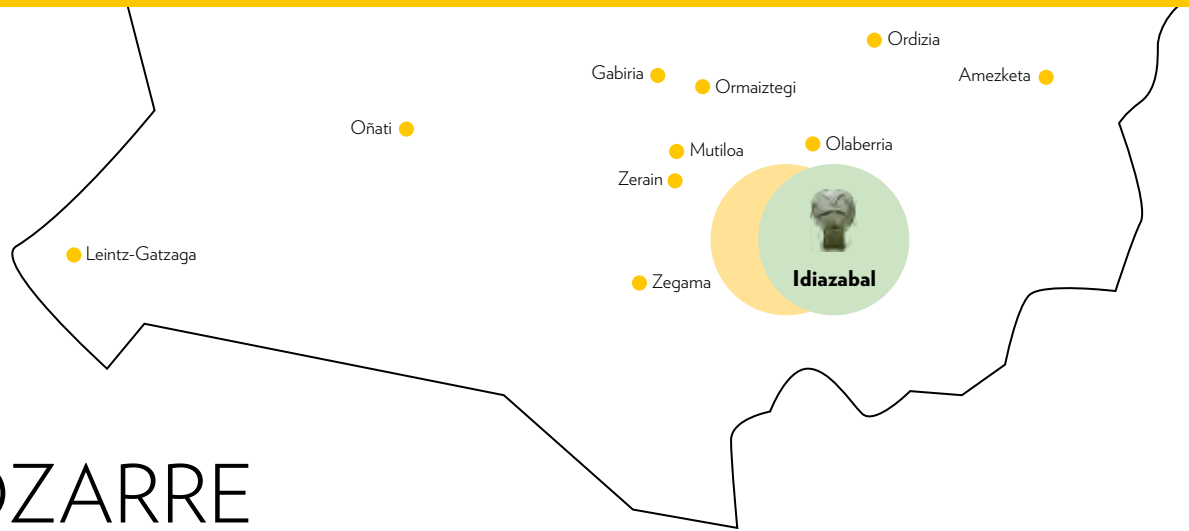 Ordizia
Gabiria
Amezketa
Ormaiztegi
Oñati
Olaberria
Mutiloa
Zerain
Leintz-Gatzaga
Idiazabal
Zegama
OZARRE